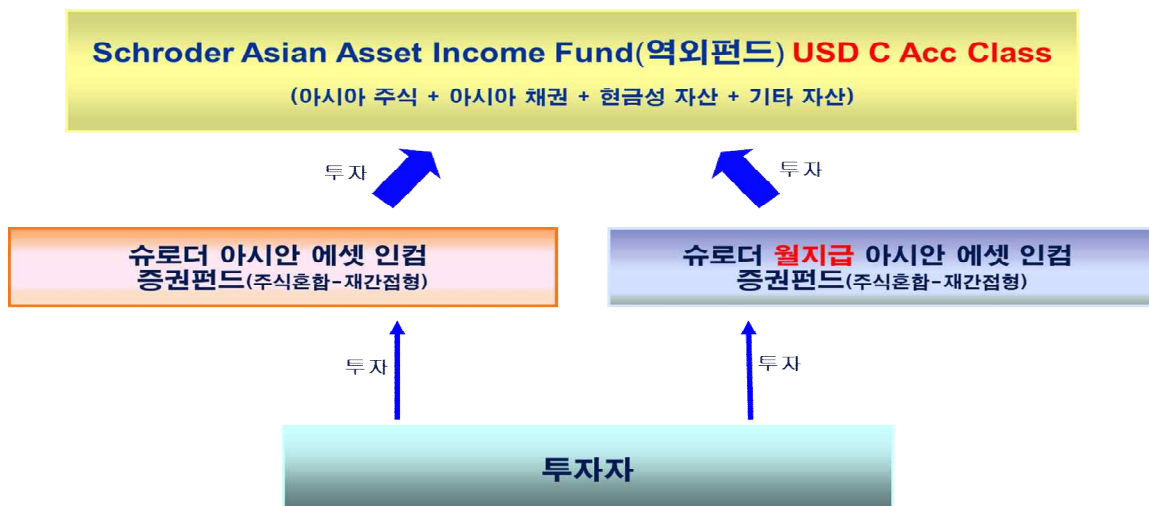 Schroder Asian Asset Income Fund(역외펀드) USD C Acc Class
(아시아 주식 + 아시아 채권 + 현금성 자산 + 기타 자산)
투자
투자
슈로더 아시안 에셋 인컴
증권펀드(주식혼합-재간접형)
슈로더 월지급 아시안 에셋 인컴
증권펀드(주식혼합-재간접형)
투자
투자
투자자